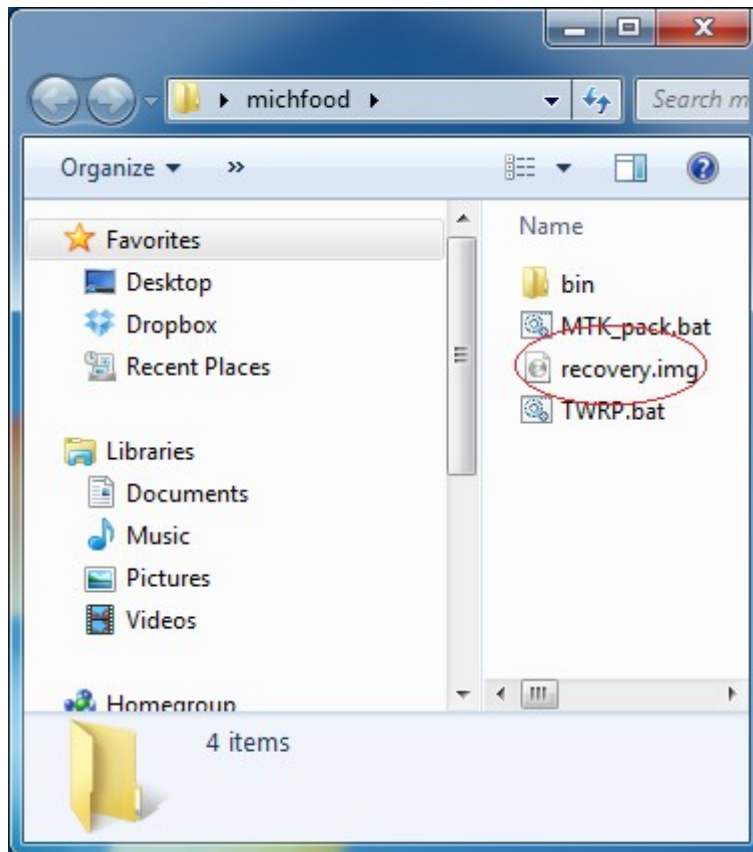 michfood
Search m
Organize
Name
Favorites
Desktop
Dropbox
Recent Places
Libraries
Documents
Music
Pictures
Videos
Homegroup
bin
MTK_pack.bat
recovery.img
TWRP.bat
4 items